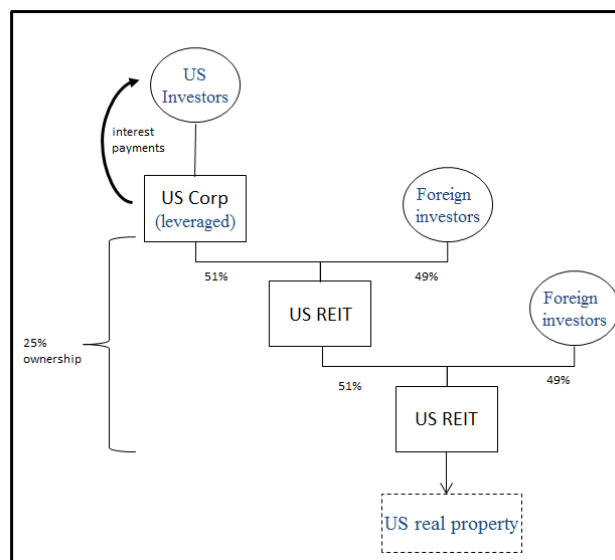 US
Investors
interest
payments
US Corp
(leveraged)
Foreign
investors
51%
49%
US REIT
Foreign
investors
25%
ownership
51%
49%
US REIT
US real property